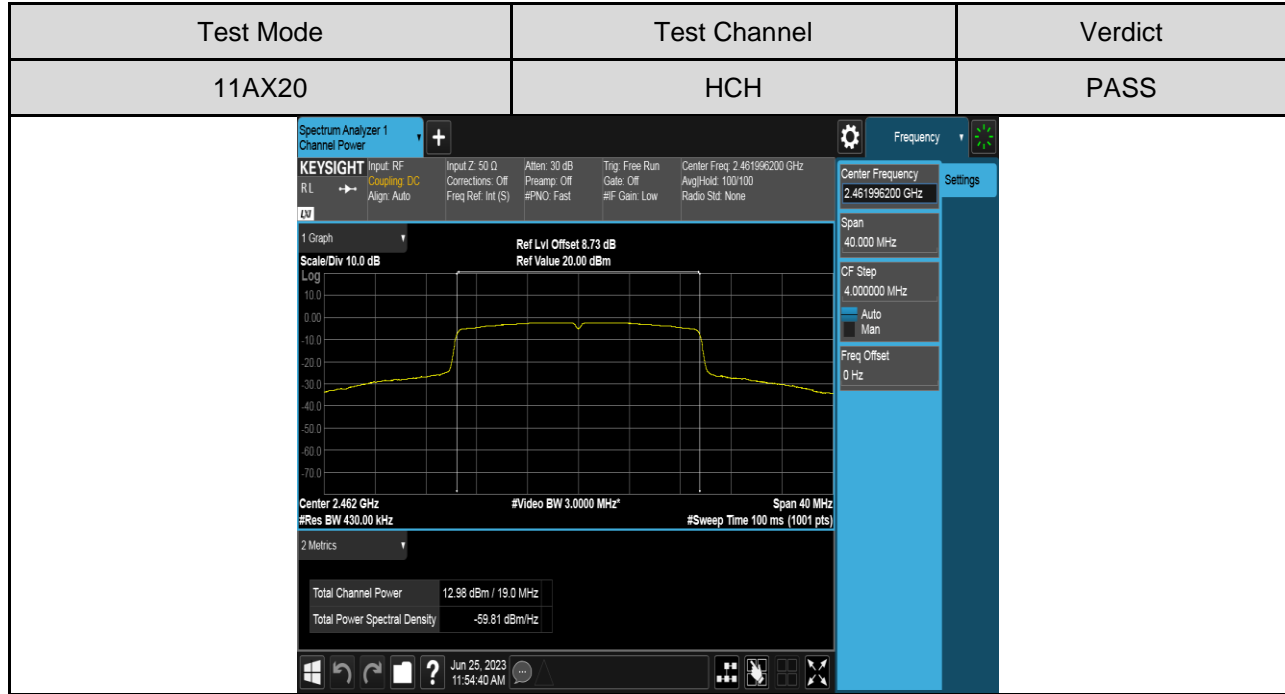 Test Mode Test Channel Verdict
11AX20 HCH PASS
Spectrum Analyzer 1
Channel Power
+
Frequency
KEYSIGHT Input: RF Input Z: 50 Ω Atten: 30 dB Trig: Free Run Center Freq: 2.461996200 GHz
RL Coupling: DC Corrections: Off Preamp: Off Gate: Off Avg|Hold: 100/100
Align: Auto Freq Ref: Int (S) #PNO: Fast #IF Gain: Low Radio Std: None
LXI
Center Frequency
2.461996200 GHz
Settings
Span
40.000 MHz
CF Step
4.000000 MHz
Auto
Man
Freq Offset
0 Hz
1 Graph
Ref Lvl Offset 8.73 dB
Scale/Div 10.0 dB Ref Value 20.00 dBm
Log
10.0
0.00
-10.0
-20.0
-30.0
-40.0
-50.0
-60.0
-70.0
Center 2.462 GHz #Video BW 3.0000 MHz* Span 40 MHz
#Res BW 430.00 kHz #Sweep Time 100 ms (1001 pts)
2 Metrics
Total Channel Power 12.98 dBm / 19.0 MHz
Total Power Spectral Density -59.81 dBm/Hz
? Jun 25, 2023
11:54:40 AM